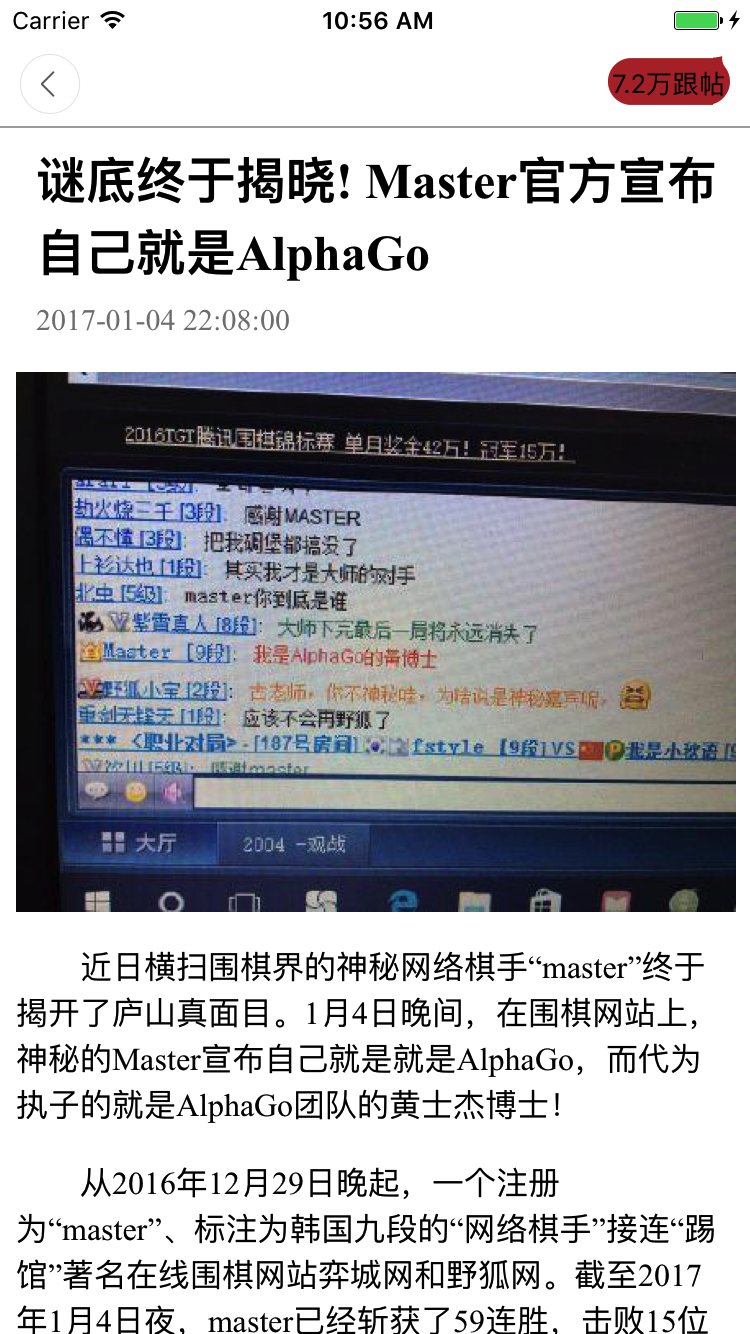 Carrier
10:56 AM
7.2万跟帖
谜底终于揭晓! Master官方宣布
自己就是AlphaGo
2017-01-04 22:08:00
2016TGT腾讯围棋锦标赛 单月奖金42万! 冠军15万!
劫火烧三千 [3段]: 感谢MASTER
偶不懂 [3段]: 把我碉堡都搞没了
上衫达也 [1段]: 其实我才是大师的对手
北虫 [5级]: master你到底是谁
紫霄真人 [8段]: 大师下完最后一局将永远消失了
Master [9段]: 我是AlphaGo的黄博士
野狐小宝 [2段]: 古老师，你不神秘哇，为啥说是神秘嘉宾呢，
重剑无锋天 [1段]: 应该不会用野狐了
*** <职业对局> - [187号房间] fstyle [9段]VS 我是小
感谢master
大厅
2004 -观战
近日横扫围棋界的神秘网络棋手“master”终于
揭开了庐山真面目。1月4日晚间，在围棋网站上，
神秘的Master宣布自己就是就是AlphaGo，而代为
执子的就是AlphaGo团队的黄士杰博士！
从2016年12月29日晚起，一个注册
为“master”、标注为韩国九段的“网络棋手”接连“踢
馆”著名在线围棋网站弈城网和野狐网。截至2017
年1月4日夜，master已经斩获了59连胜，击败15位